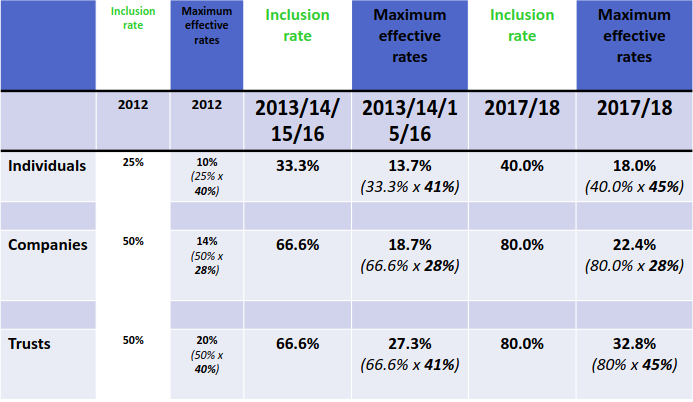 Inclusion rate Maximum effective rates Inclusion rate Maximum effective rates Inclusion rate Maximum effective rates
2012 2012 2013/14/15/16 2013/14/15/16 2017/18 2017/18
Individuals 25% 10% 33.3% 13.7% 40.0% 18.0%
(25% x 40%) (33.3% x 41%) (40.0% x 45%)
Companies 50% 14% 66.6% 18.7% 80.0% 22.4%
(50% x 28%) (66.6% x 28%) (80.0% x 28%)
Trusts 50% 20% 66.6% 27.3% 80.0% 32.8%
(50% x 40%) (66.6% x 41%) (80% x 45%)